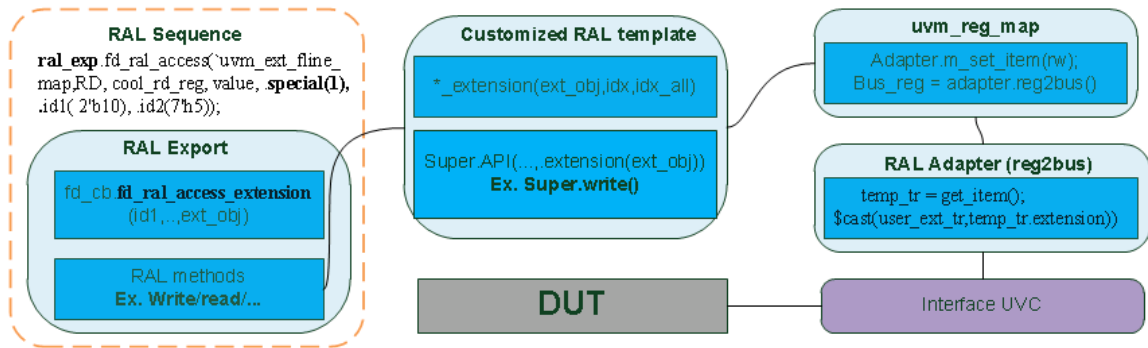 RAL Sequence
ral_exp.fd_ral_access(`uvm_ext_fline_
map,RD, cool_rd_reg, value, .special(1),
.id1( 2'b10), .id2(7'h5));
RAL Export
fd_cb.fd_ral_access_extension
(id1,..,ext_obj)
RAL methods
Ex. Write/read/...
Customized RAL template
*_extension(ext_obj,idx,idx_all)
Super.API(...,.extension(ext_obj))
Ex. Super.write()
uvm_reg_map
Adapter.m_set_item(rw);
Bus_reg = adapter.reg2bus()
RAL Adapter (reg2bus)
temp_tr = get_item();
$cast(user_ext_tr,temp_tr.extension))
DUT
Interface UVC